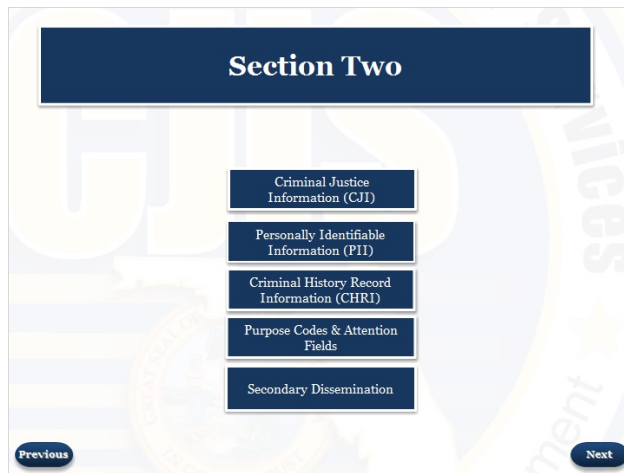 Section Two
Criminal Justice
Information (CJI)
Personally Identifiable
Information (PII)
Criminal History Record
Information (CHRI)
Purpose Codes & Attention
Fields
Secondary Dissemination
Previous
Next
CJIS